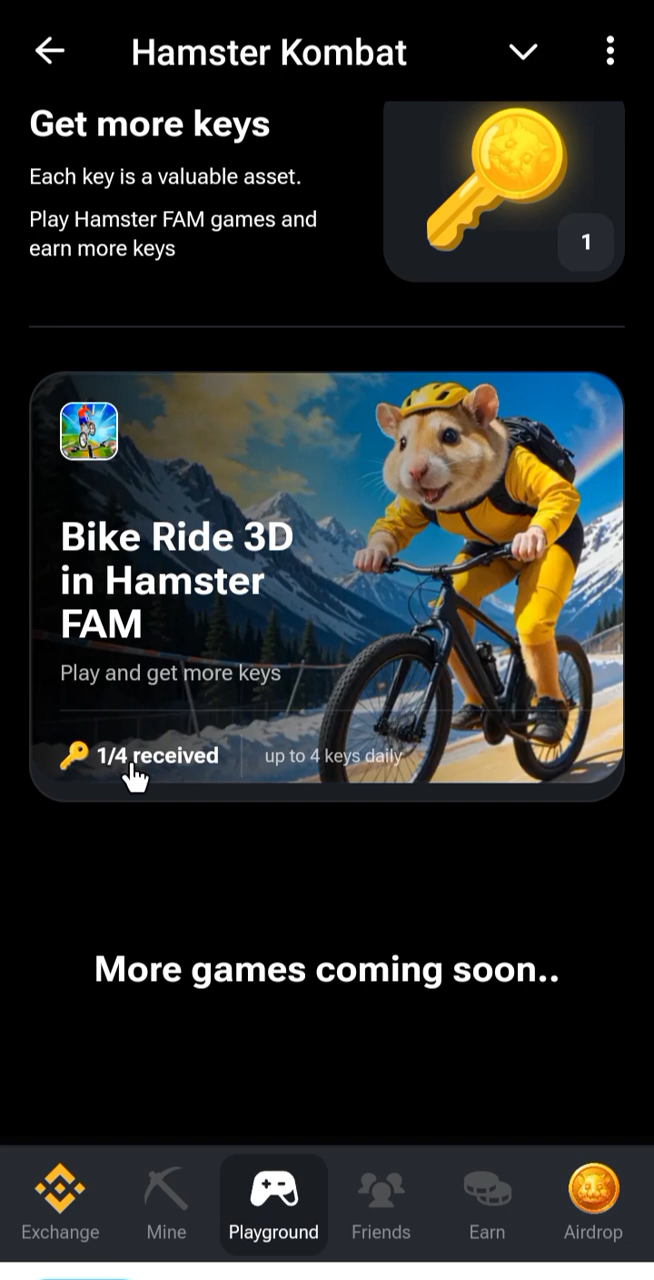 Hamster Kombat
Get more keys
Each key is a valuable asset.
Play Hamster FAM games and
earn more keys
1
Bike Ride 3D
in Hamster
FAM
Play and get more keys
1/4 received
up to 4 keys daily
More games coming soon..
Exchange
Mine
Playground
Friends
Earn
Airdrop